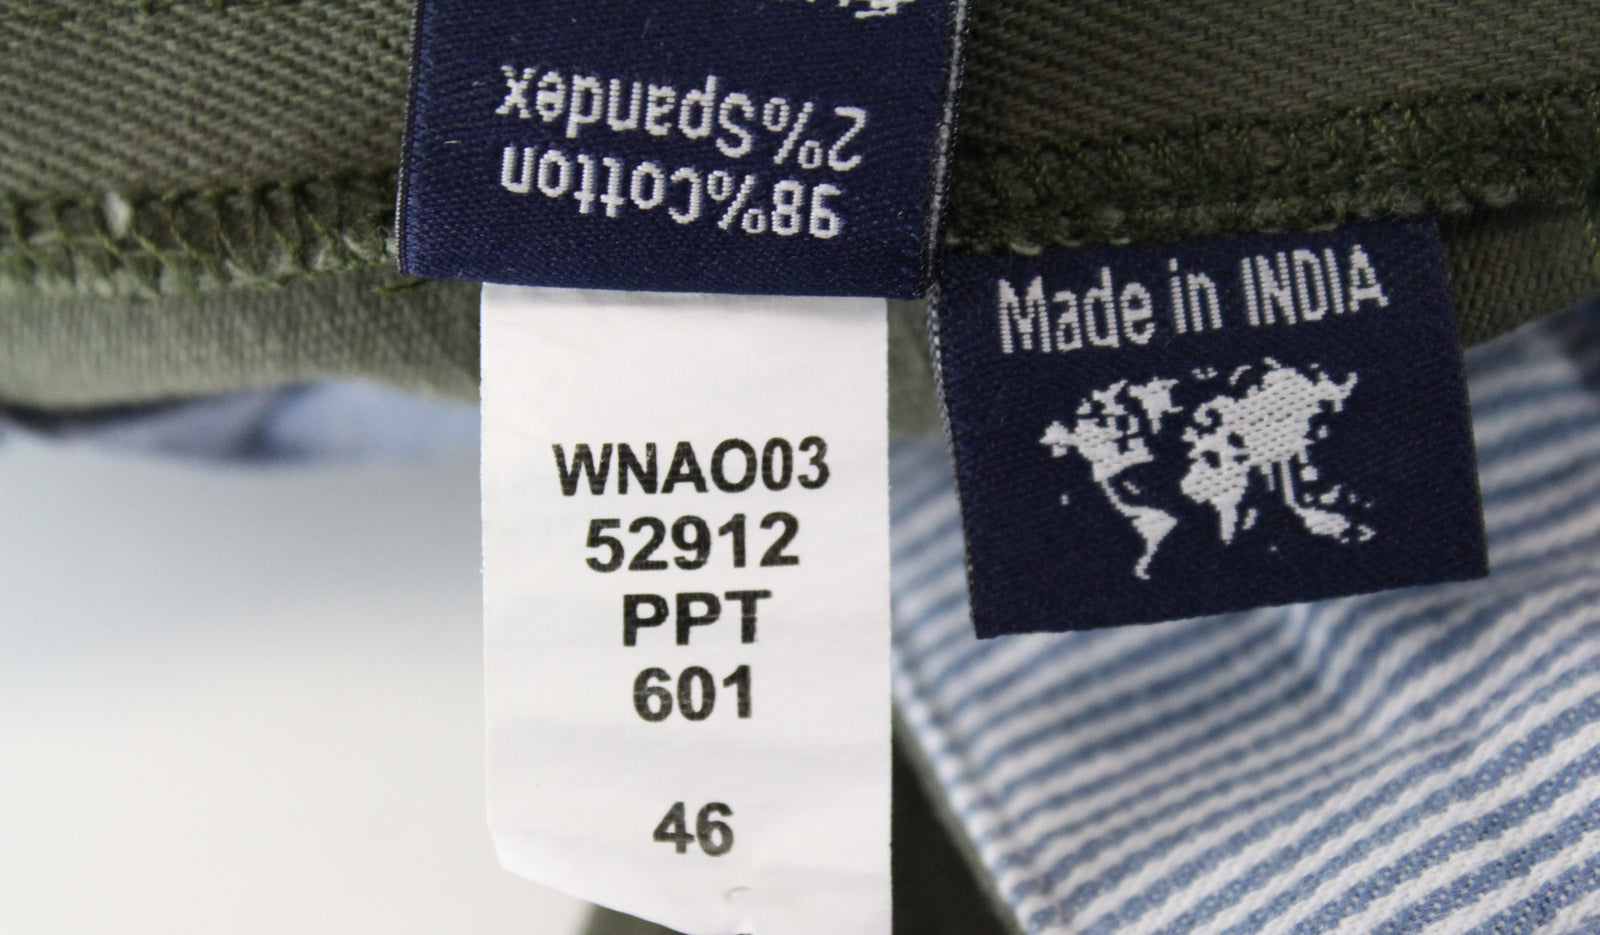 98%Cotton
2%Spandex
Made in INDIA
WNAO03
52912
PPT
601
46